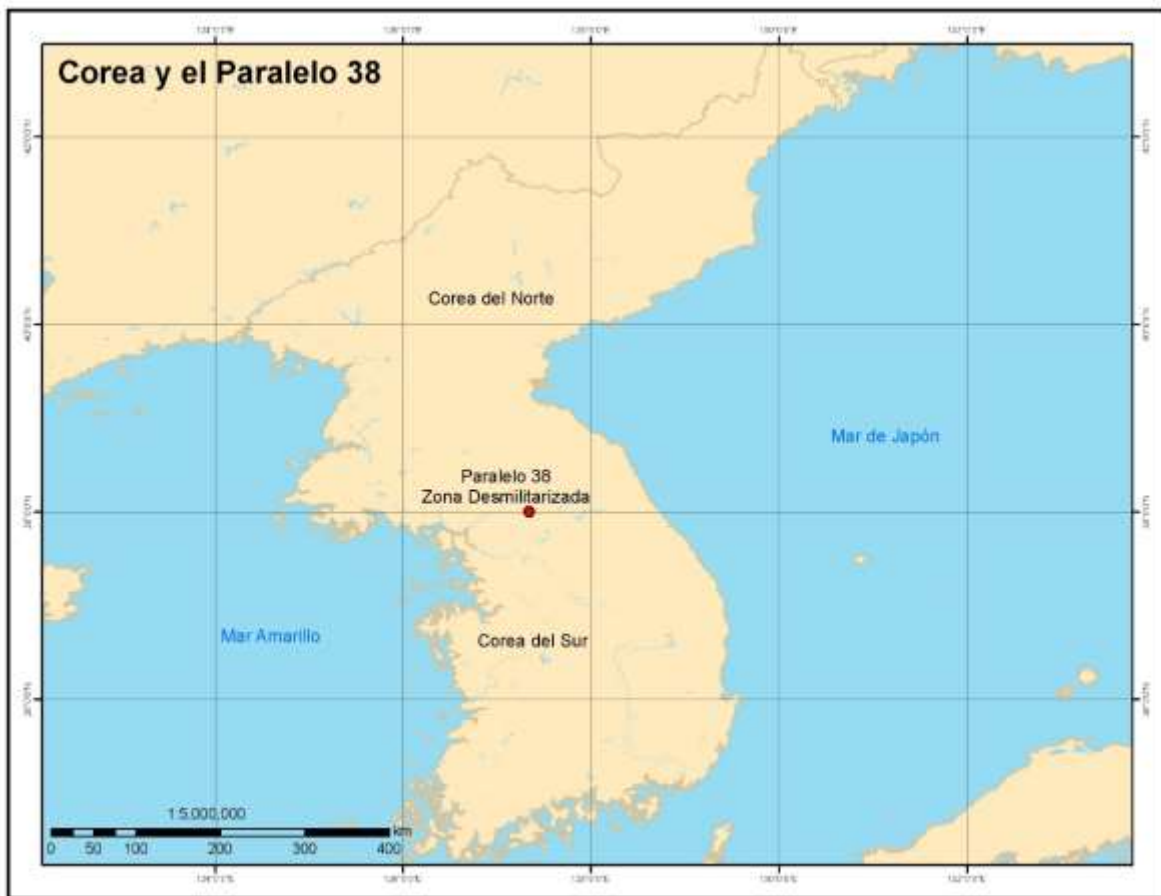 Corea y el Paralelo 38
Corea del Norte
Mar de Japón
Paralelo 38
Zona Desmilitarizada
Mar Amarillo
Corea del Sur
1:5.000,000
km
0 50 100 200 300 400